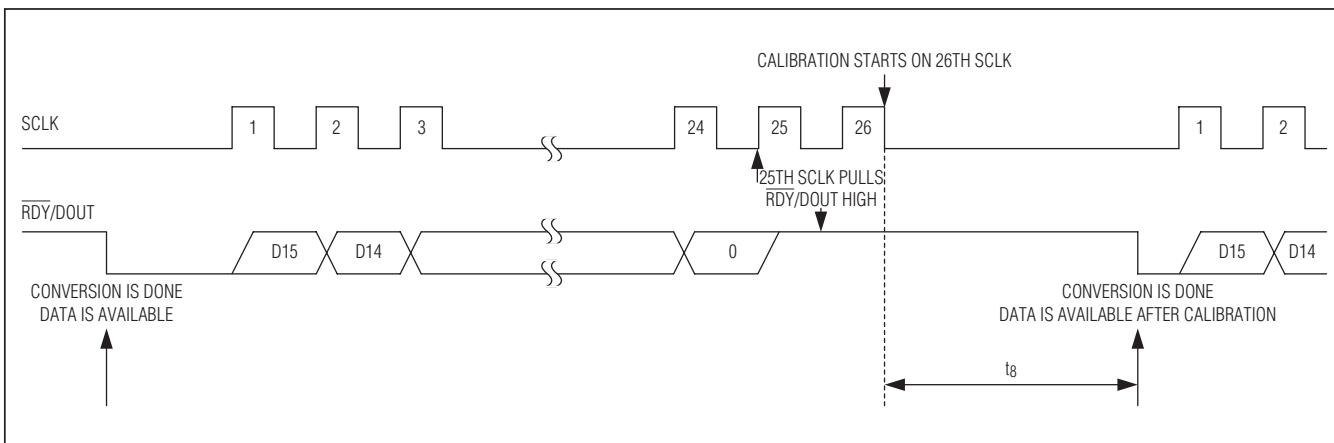 CALIBRATION STARTS ON 26TH SCLK
SCLK
1
2
3
24
25
26
1
2
25TH SCLK PULLS
RDY/DOUT HIGH
RDY/DOUT
D15
D14
0
D15
D14
CONVERSION IS DONE
DATA IS AVAILABLE
CONVERSION IS DONE
DATA IS AVAILABLE AFTER CALIBRATION
t8